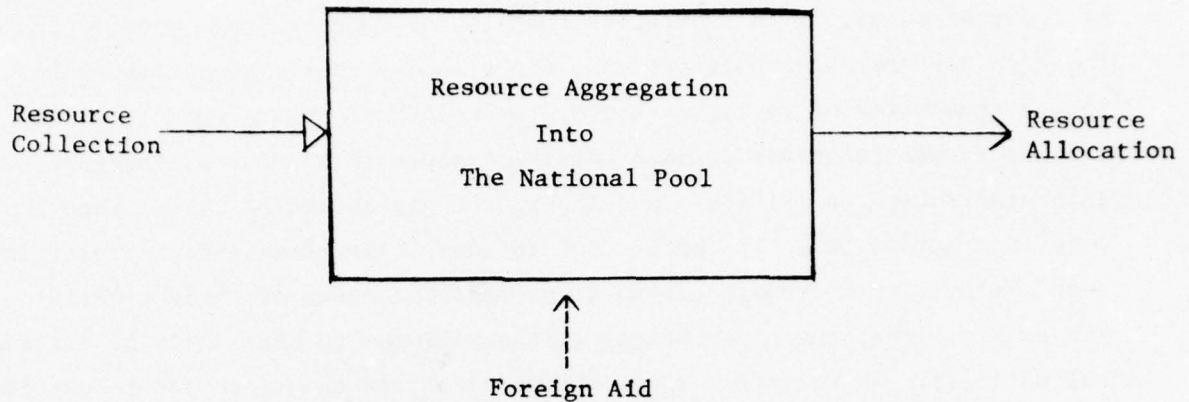 Resource
Collection
Resource Aggregation
Into
The National Pool
Resource
Allocation
Foreign Aid